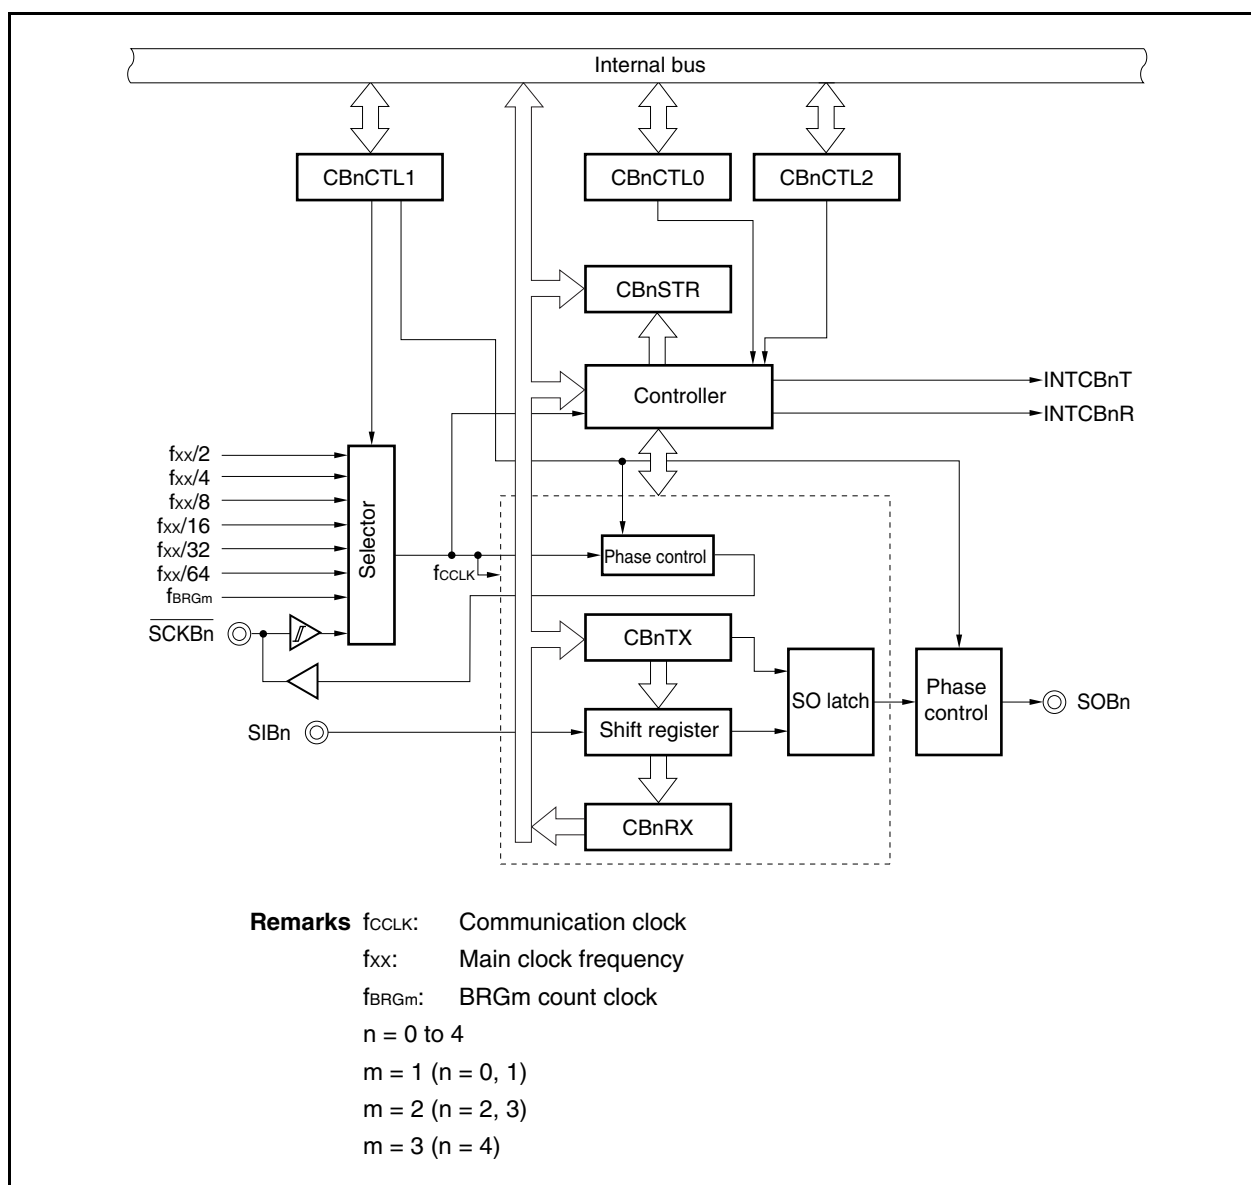 Internal bus
CBnCTL1
CBnCTL0
CBnCTL2
CBnSTR
Controller
INTCBnT
INTCBnR
fXX/2
fXX/4
fXX/8
fXX/16
fXX/32
fXX/64
fBRGm
SCKBn
Selector
fCCLK
Phase control
CBnTX
SO latch
Phase
control
SOBn
SIBn
Shift register
CBnRX
Remarks fCCLK: Communication clock
fXX: Main clock frequency
fBRGm: BRGm count clock
n = 0 to 4
m = 1 (n = 0, 1)
m = 2 (n = 2, 3)
m = 3 (n = 4)